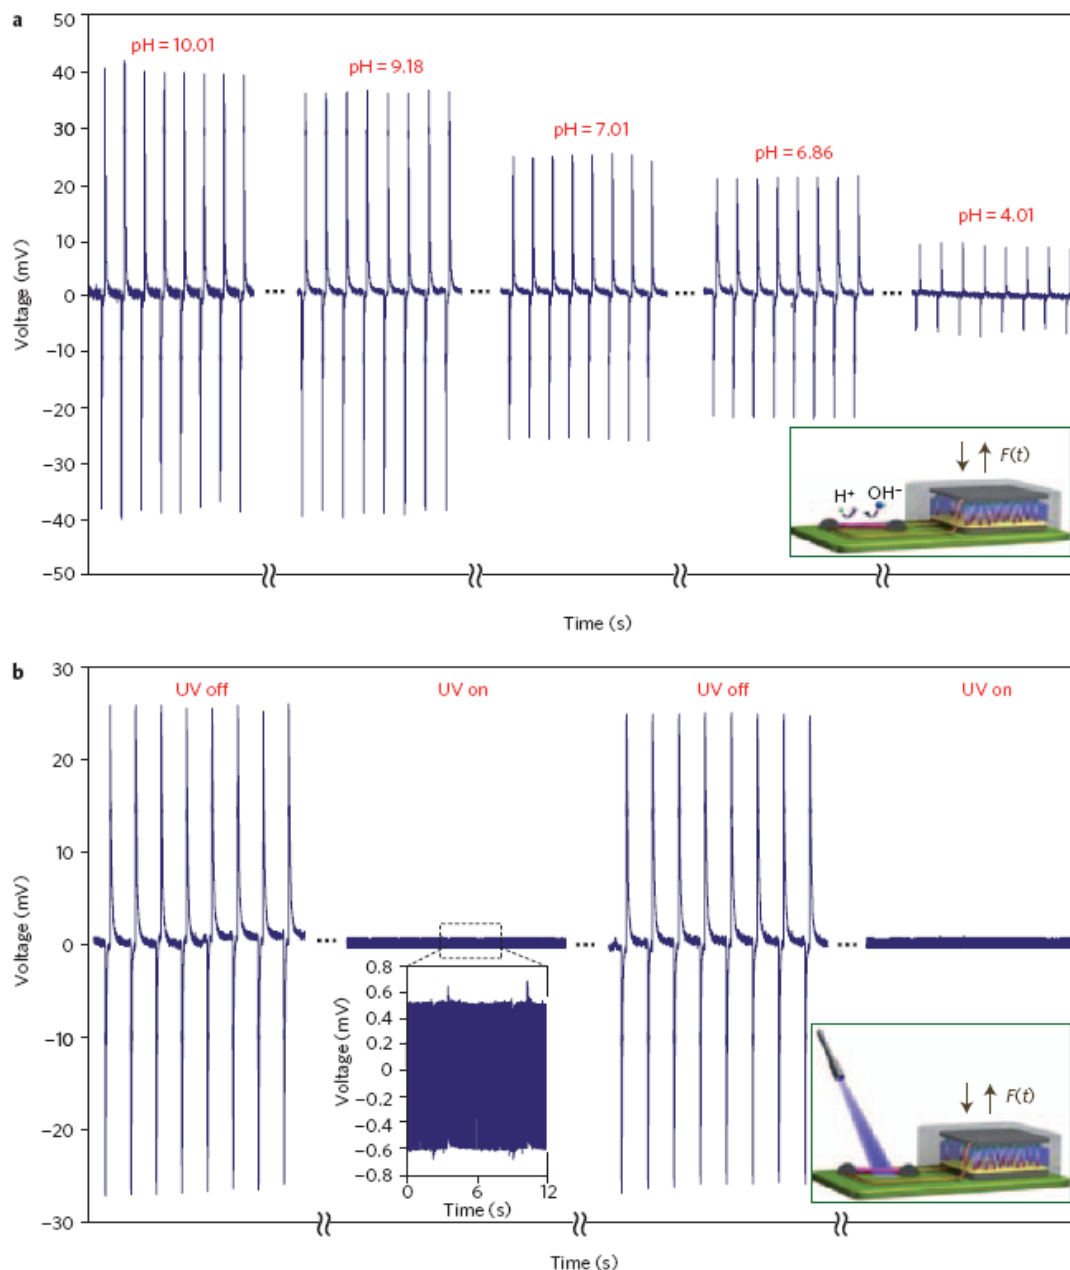 a
50
40
30
20
10
0
−10
−20
−30
−40
−50
Voltage (mV)
pH = 10.01
pH = 9.18
pH = 7.01
pH = 6.86
pH = 4.01
H+
OH−
F(t)
Time (s)
b
30
20
10
0
−10
−20
−30
Voltage (mV)
UV off
UV on
UV off
UV on
0.8
0.6
0.4
0.2
0
−0.2
−0.4
−0.6
−0.8
Voltage (mV)
0 6 12
Time (s)
F(t)
Time (s)